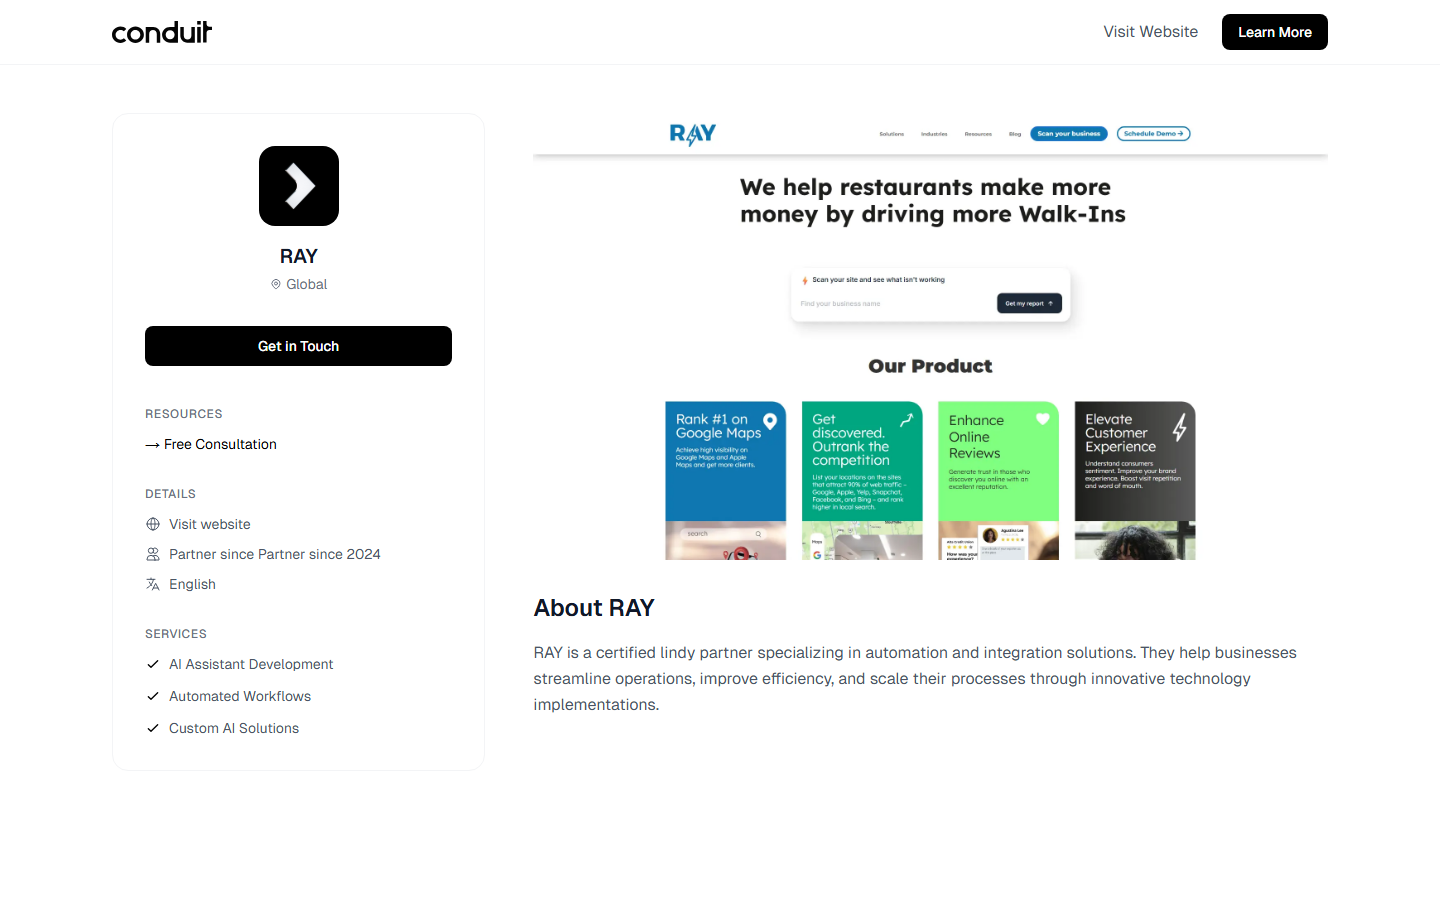 conduit
Visit Website
Learn More
RAY
Global
Get in Touch
RESOURCES
→ Free Consultation
DETAILS
Visit website
Partner since Partner since 2024
English
SERVICES
AI Assistant Development
Automated Workflows
Custom AI Solutions
RAY
Solutions
Industries
Resources
Blog
Scan your business
Schedule Demo →
We help restaurants make more
money by driving more Walk-Ins
Scan your site and see what isn't working
Find your business name
Get my report ↑
Our Product
Rank #1 on
Google Maps
Achieve high visibility on
Google Maps and Apple
Maps and get more clients.
search
Get
discovered.
Outrank the
competition
List your locations on the sites
that attract 90% of web traffic –
Google, Apple, Yelp, Snapchat,
Facebook, and Bing – and rank
higher in local search.
Maps
Enhance
Online
Reviews
Generate trust in those who
discover you online with an
excellent reputation.
Agustina Lee
How was your
Elevate
Customer
Experience
Understand consumers
sentiment. Improve your brand
experience. Boost visit repetition
and word of mouth.
About RAY
RAY is a certified lindy partner specializing in automation and integration solutions. They help businesses
streamline operations, improve efficiency, and scale their processes through innovative technology
implementations.